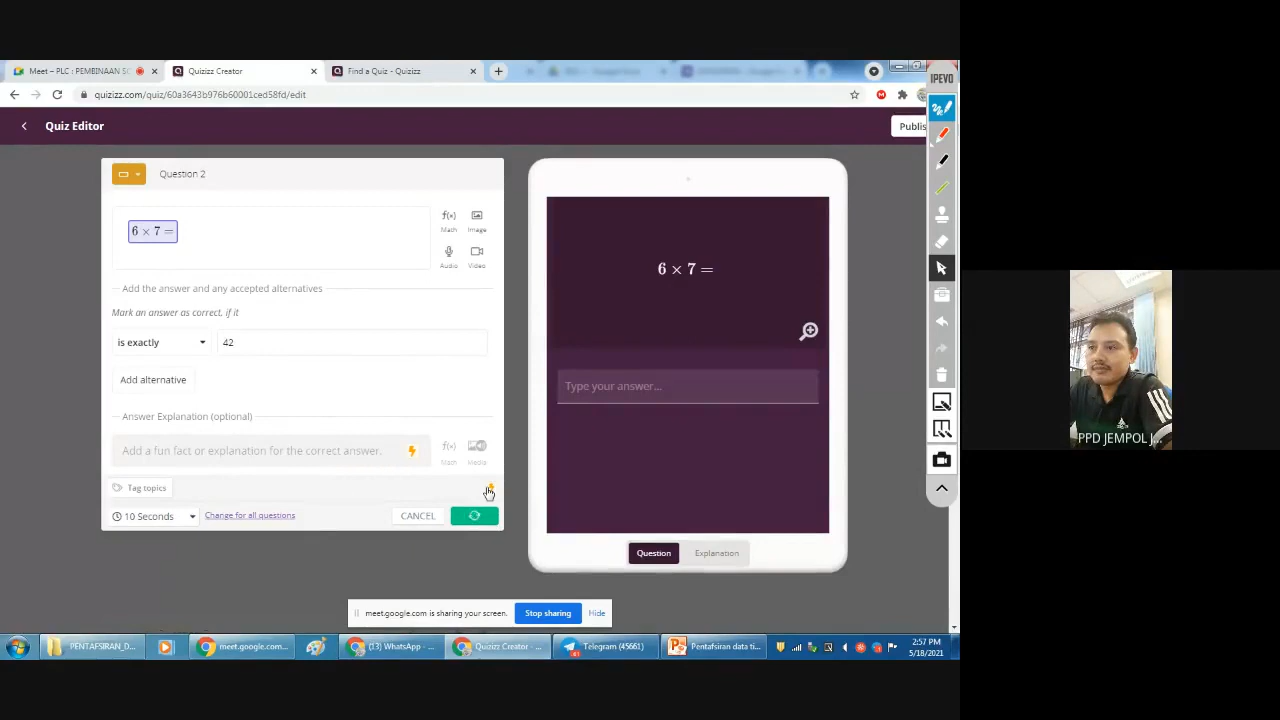 Meet – PLC : PEMBINAAN SO
Quizizz Creator
Find a Quiz - Quizizz
IPEVO
quizizz.com/quiz/60a3643b976b50001ced58fd/edit
Quiz Editor
Publis
Question 2
6 × 7 =
f(x)
Math
Image
Audio
Video
Add the answer and any accepted alternatives
Mark an answer as correct, if it
is exactly
42
Add alternative
Answer Explanation (optional)
Add a fun fact or explanation for the correct answer.
f(x)
Math
Media
Tag topics
10 Seconds
Change for all questions
CANCEL
6 × 7 =
Type your answer...
Question
Explanation
PPD JEMPOL J...
meet.google.com is sharing your screen.
Stop sharing
Hide
PENTAFSIRAN_D...
meet.google.com...
(13) WhatsApp - ...
Quizizz Creator - ...
Telegram (45661)
Pentafsiran data ti...
2:57 PM
5/18/2021